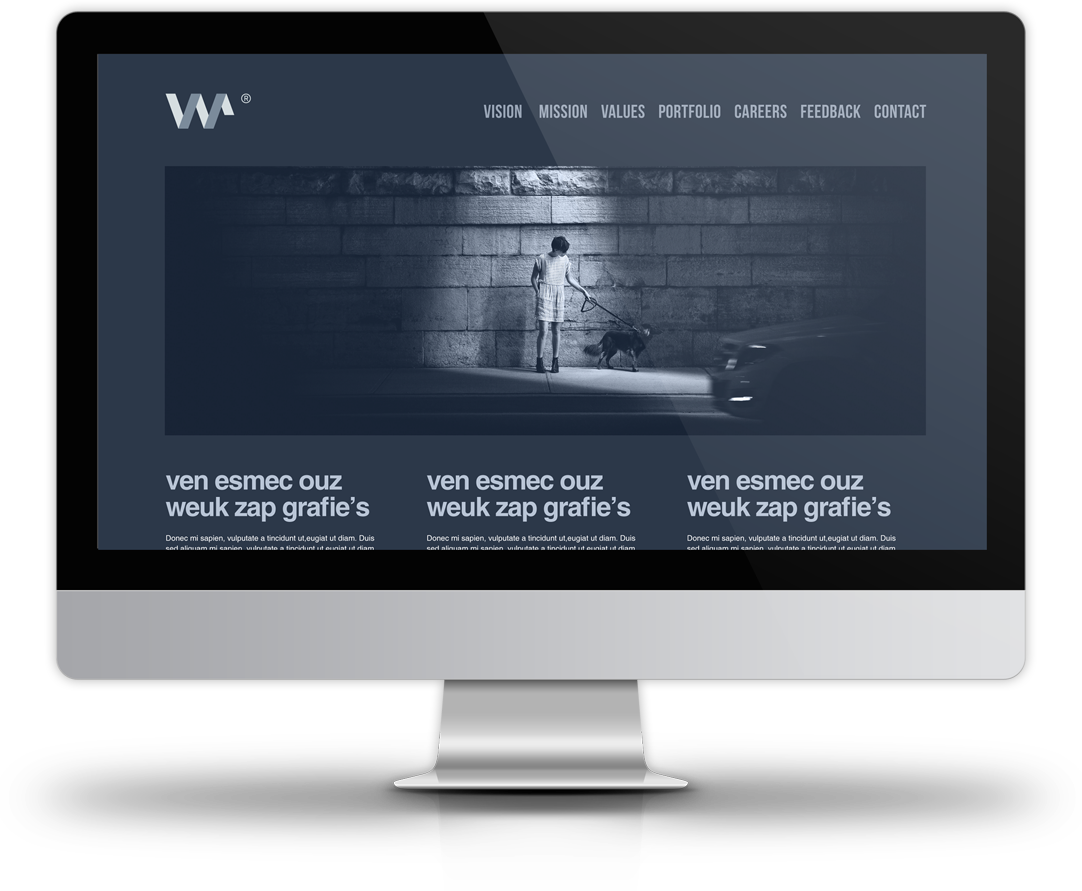 WA ®
VISION MISSION VALUES PORTFOLIO CAREERS FEEDBACK CONTACT
ven esmec ouz
weuk zap grafie’s
Donec mi sapien, vulputate a tincidunt ut,eugiat ut diam. Duis
sed aliquam mi sapien, vulputate a tincidunt ut,eugiat ut diam.
ven esmec ouz
weuk zap grafie’s
Donec mi sapien, vulputate a tincidunt ut,eugiat ut diam. Duis
sed aliquam mi sapien, vulputate a tincidunt ut,eugiat ut diam.
ven esmec ouz
weuk zap grafie’s
Donec mi sapien, vulputate a tincidunt ut,eugiat ut diam. Duis
sed aliquam mi sapien, vulputate a tincidunt ut,eugiat ut diam.